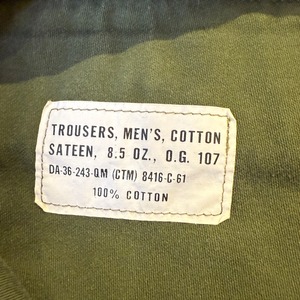 TROUSERS, MEN'S, COTTON
SATEEN, 8.5 OZ., O.G. 107
DA-36-243-QM (CTM) 8416-C-61
100% COTTON